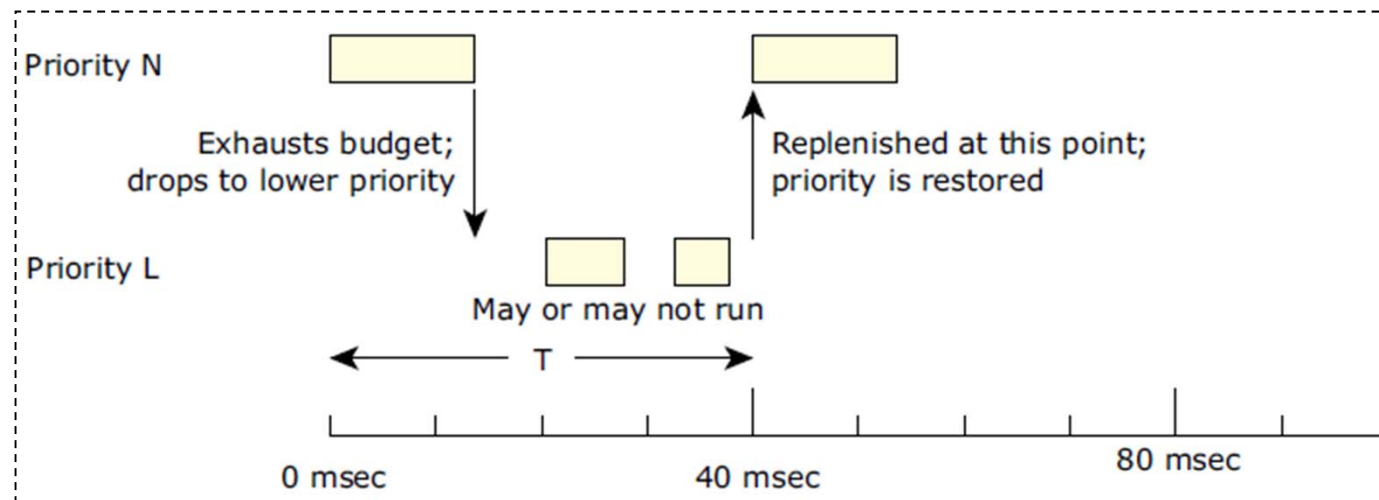 Priority N
Exhausts budget;
drops to lower priority
Replenished at this point;
priority is restored
Priority L
May or may not run
T
0 msec
40 msec
80 msec